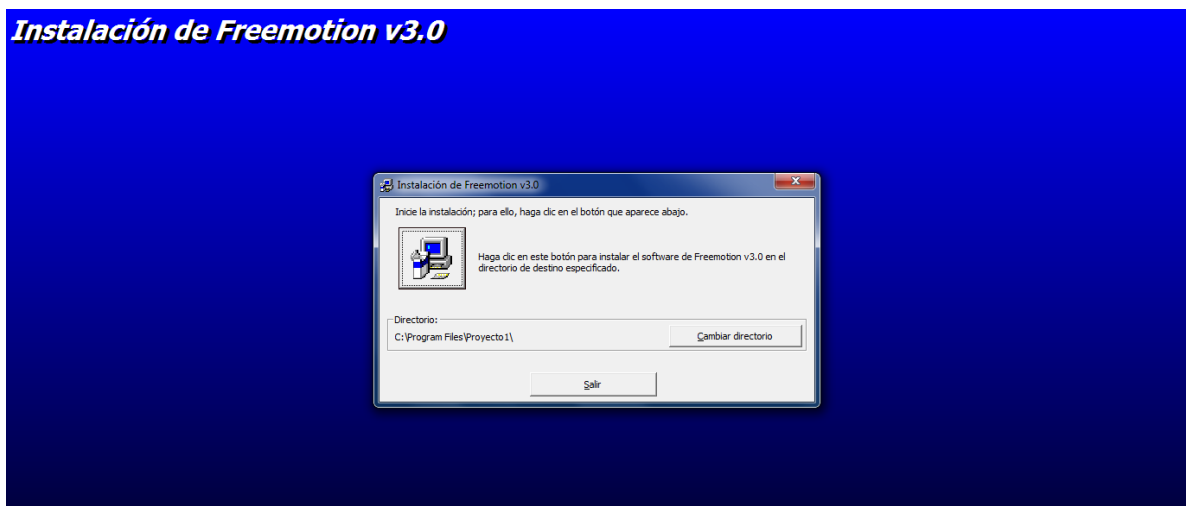 Instalación de Freemotion v3.0
Instalación de Freemotion v3.0
Inicie la instalación; para ello, haga clic en el botón que aparece abajo.
Haga clic en este botón para instalar el software de Freemotion v3.0 en el
directorio de destino especificado.
Directorio:
C:\Program Files\Proyecto1\
Cambiar directorio
Salir